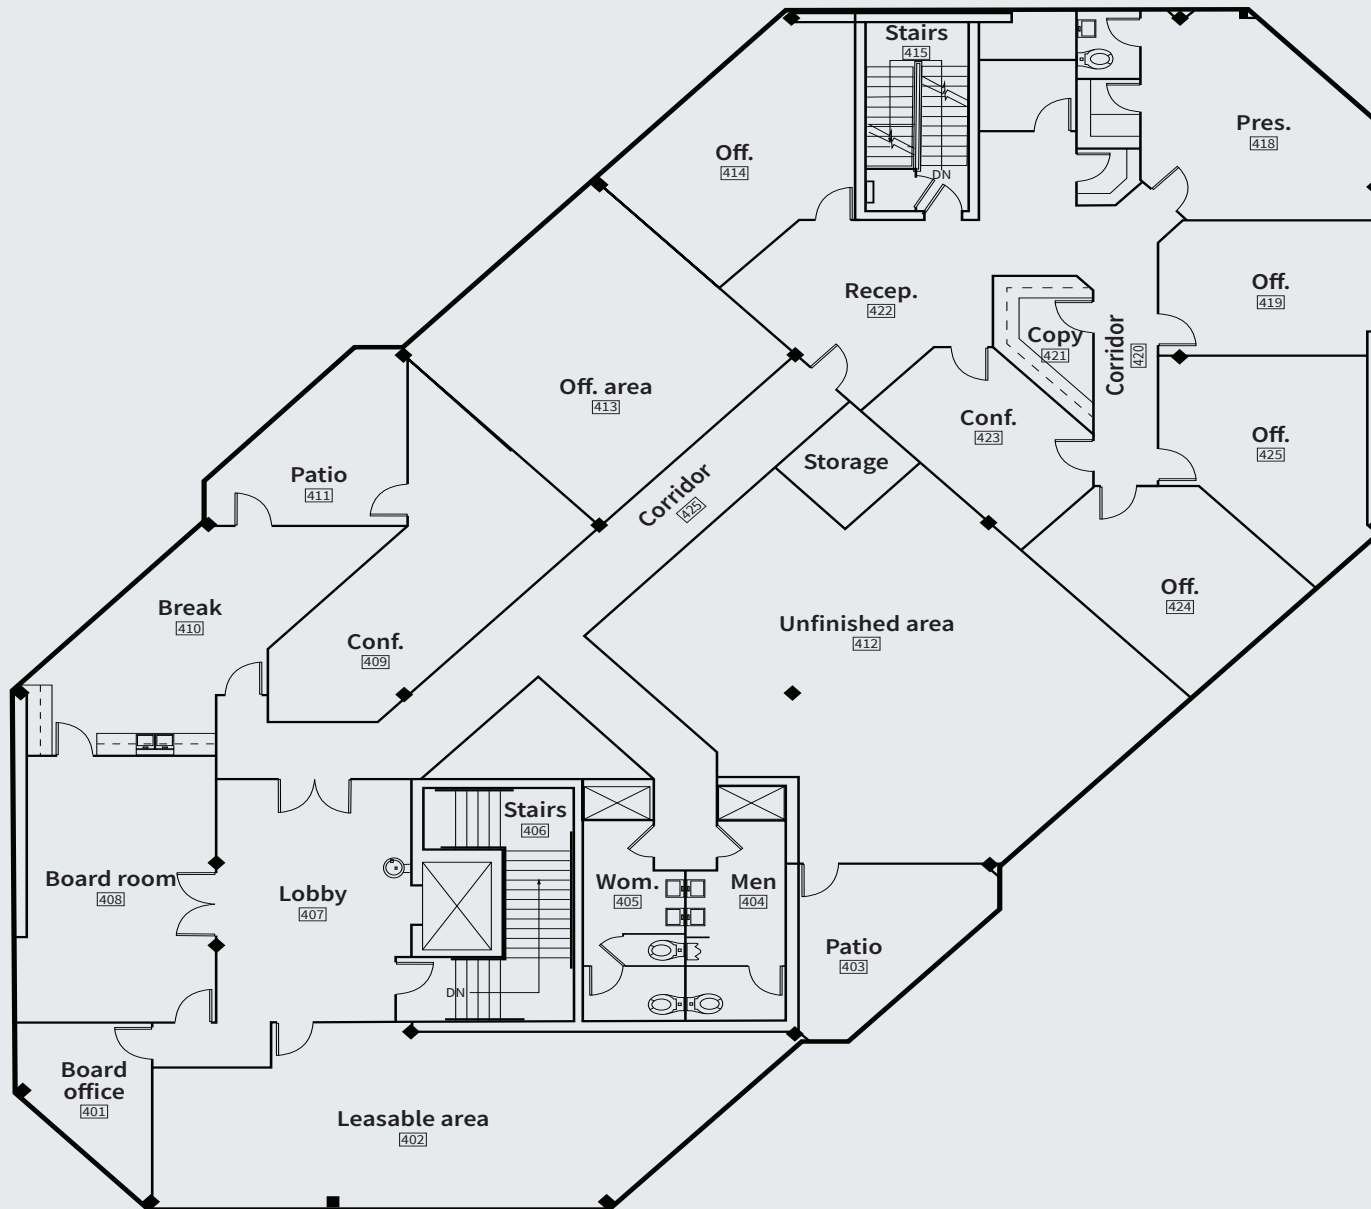 Stairs
415
Pres.
418
Off.
414
DN
Recep.
422
Off.
419
Copy
421
Corridor
420
Off. area
413
Conf.
423
Off.
425
Storage
Patio
411
Corridor
425
Off.
424
Break
410
Unfinished area
412
Conf.
409
Stairs
406
Board room
408
Lobby
407
Wom.
405
Men
404
Patio
403
DN
Board
office
401
Leasable area
402